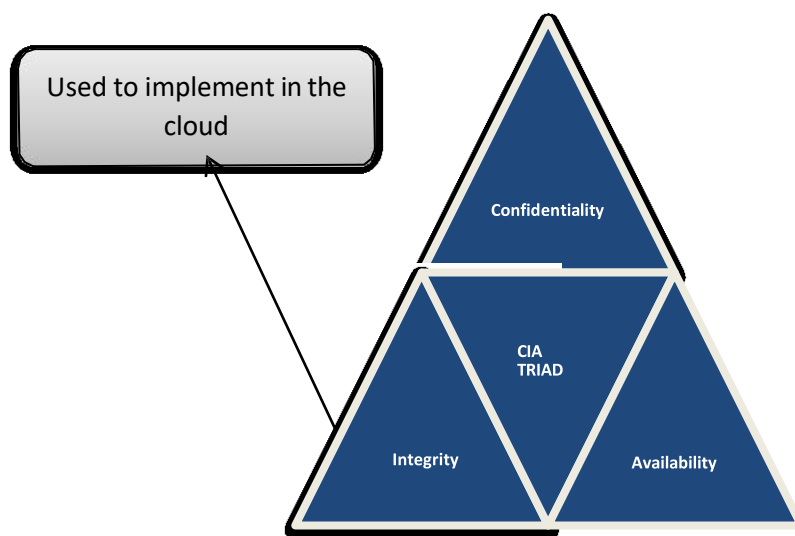 Used to implement in the
cloud
Confidentiality
CIA
TRIAD
Integrity
Availability